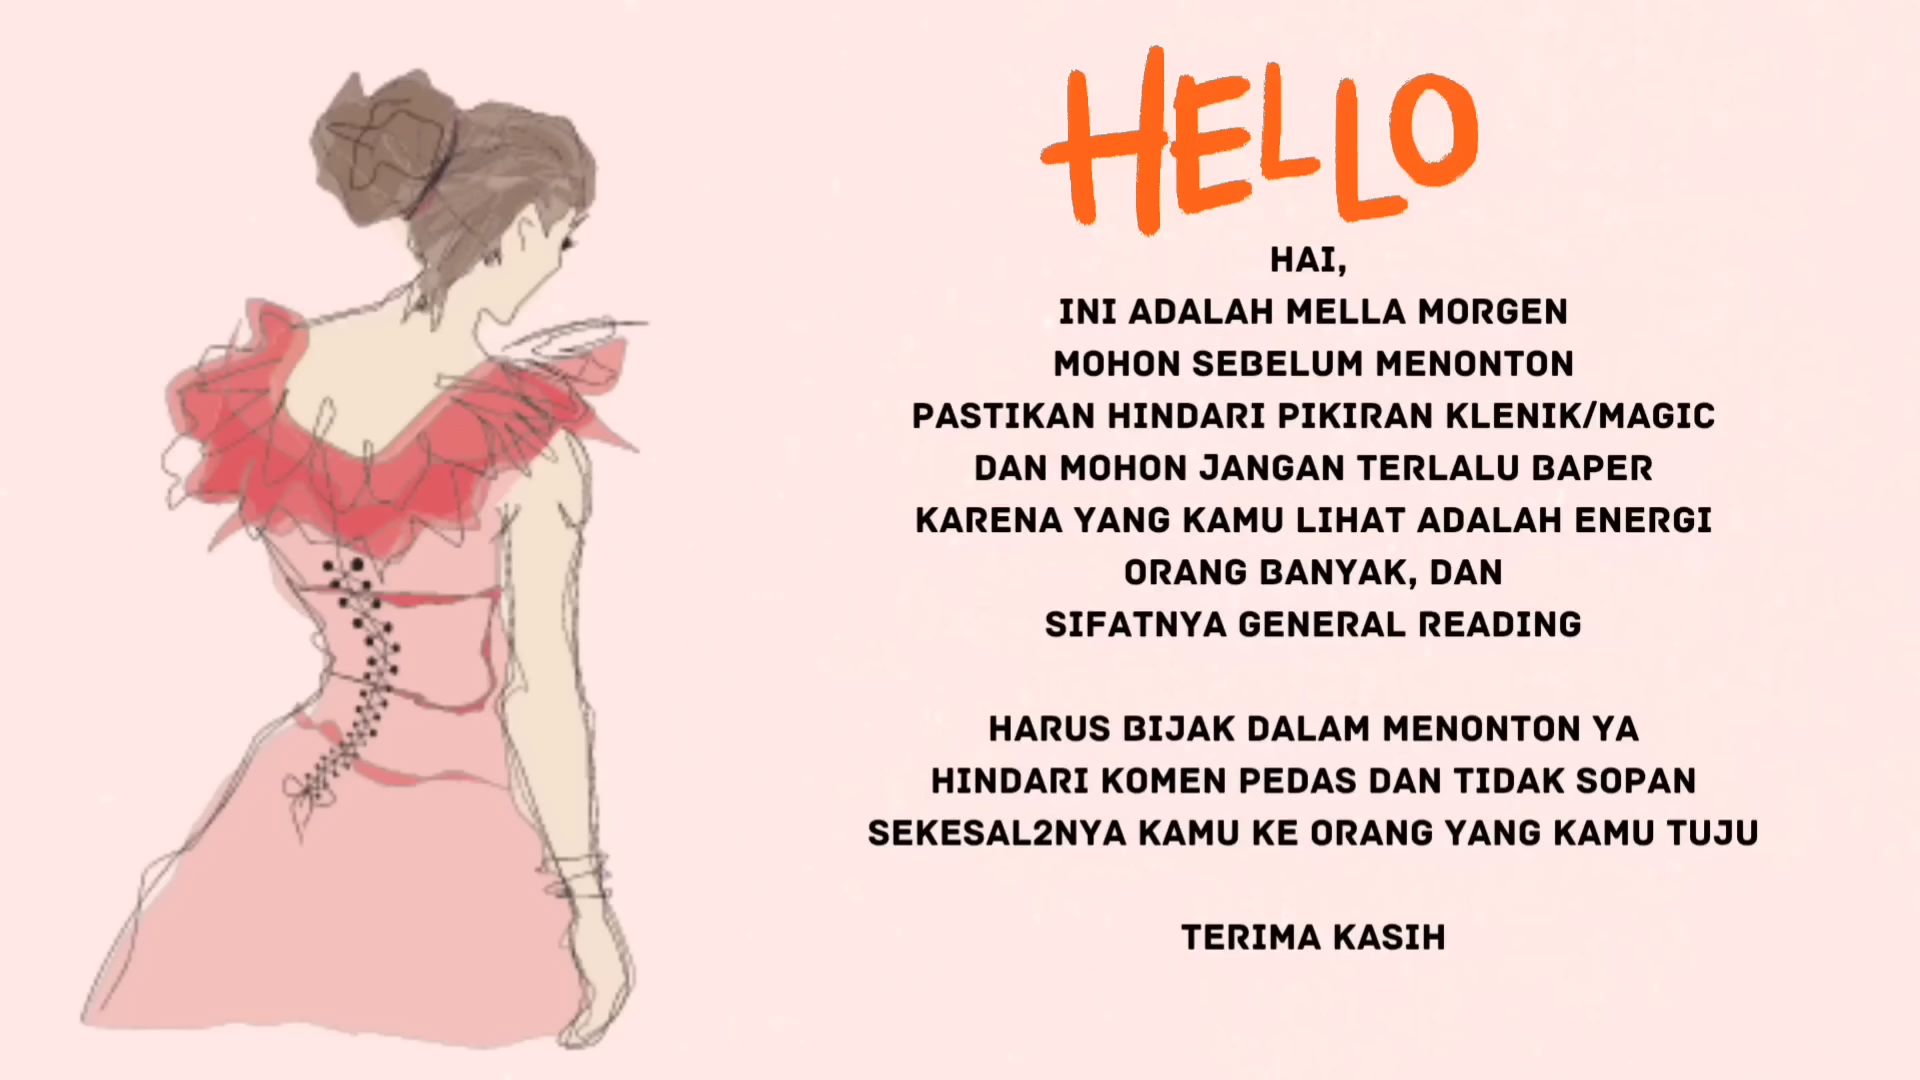 HELLO
HAI,
INI ADALAH MELLA MORGEN
MOHON SEBELUM MENONTON
PASTIKAN HINDARI PIKIRAN KLENIK/MAGIC
DAN MOHON JANGAN TERLALU BAPER
KARENA YANG KAMU LIHAT ADALAH ENERGI
ORANG BANYAK, DAN
SIFATNYA GENERAL READING
HARUS BIJAK DALAM MENONTON YA
HINDARI KOMEN PEDAS DAN TIDAK SOPAN
SEKESAL2NYA KAMU KE ORANG YANG KAMU TUJU
TERIMA KASIH